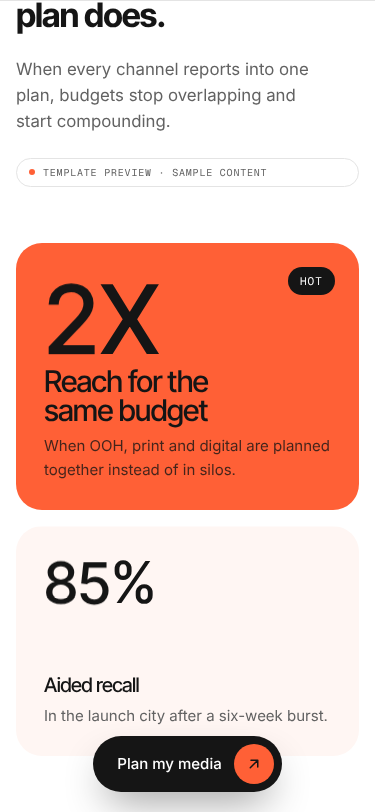 plan does.
When every channel reports into one
plan, budgets stop overlapping and
start compounding.
TEMPLATE PREVIEW · SAMPLE CONTENT
HOT
2X
Reach for the
same budget
When OOH, print and digital are planned
together instead of in silos.
85%
Aided recall
In the launch city after a six-week burst.
Plan my media